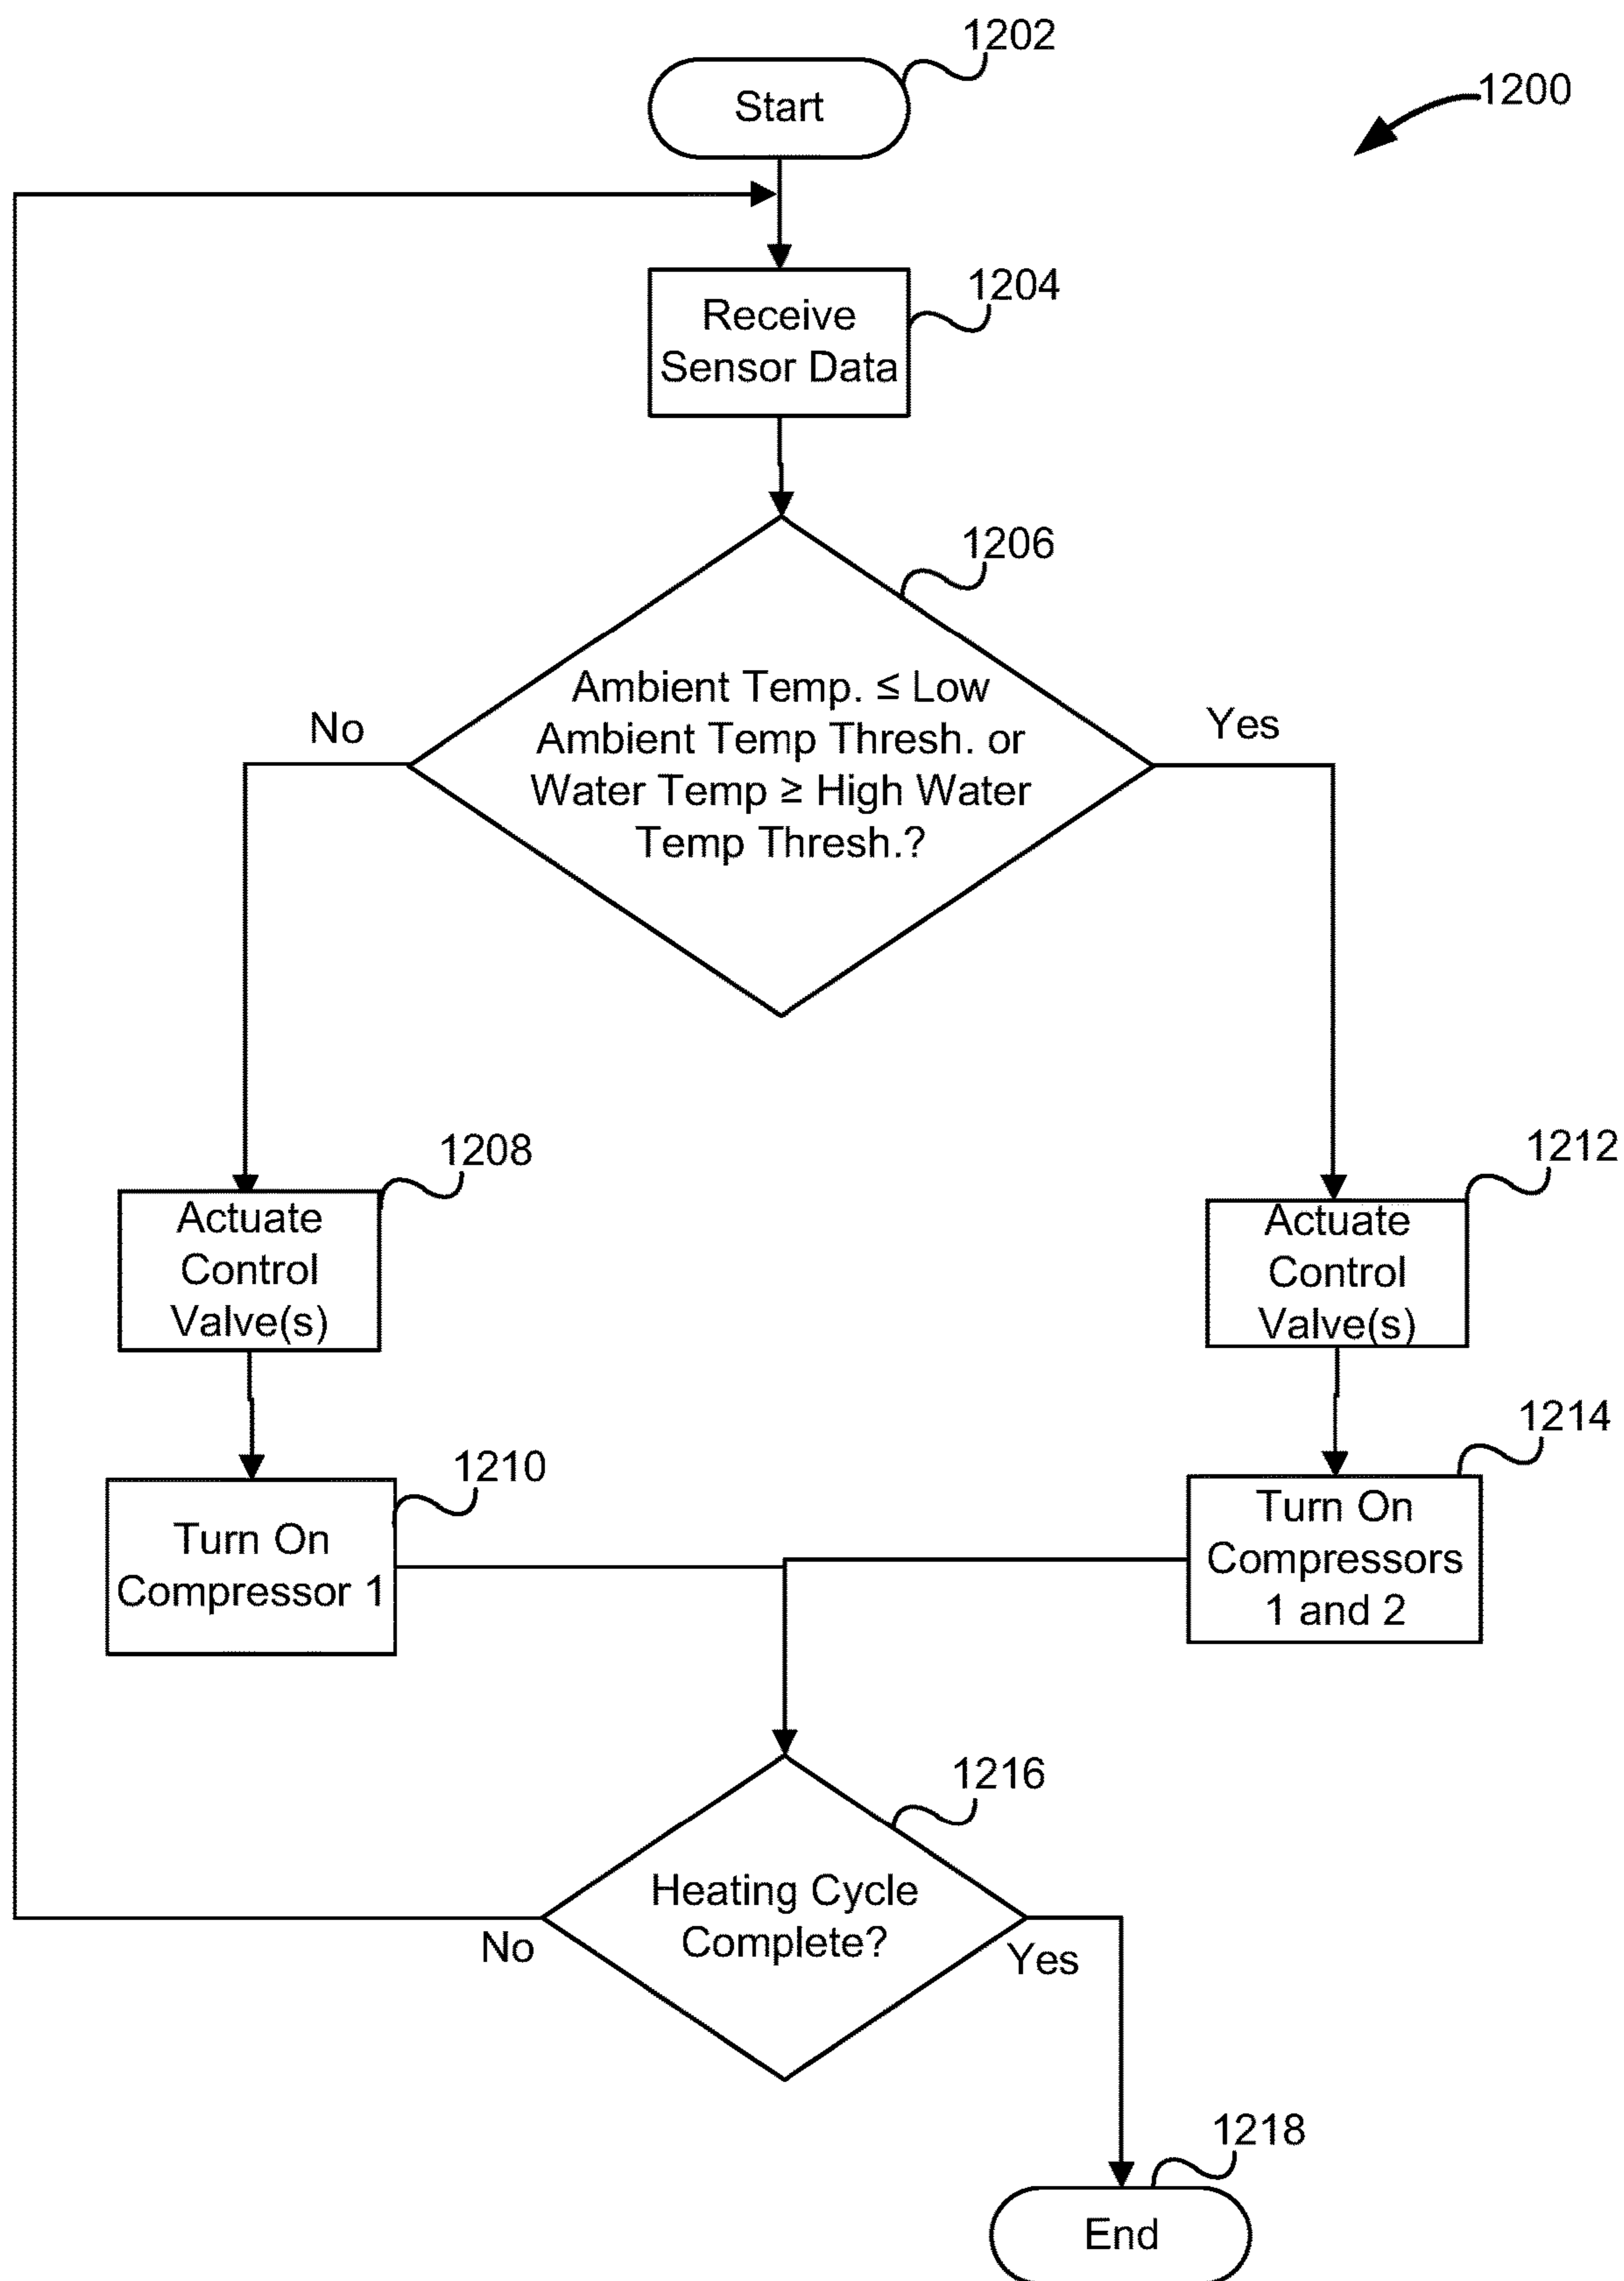 1202
Start
1200
1204
Receive
Sensor Data
1206
Ambient Temp. ≤ Low
Ambient Temp Thresh. or
Water Temp ≥ High Water
Temp Thresh.?
No
Yes
1208
Actuate
Control
Valve(s)
1212
Actuate
Control
Valve(s)
1210
Turn On
Compressor 1
1214
Turn On
Compressors
1 and 2
1216
Heating Cycle
Complete?
No
Yes
1218
End